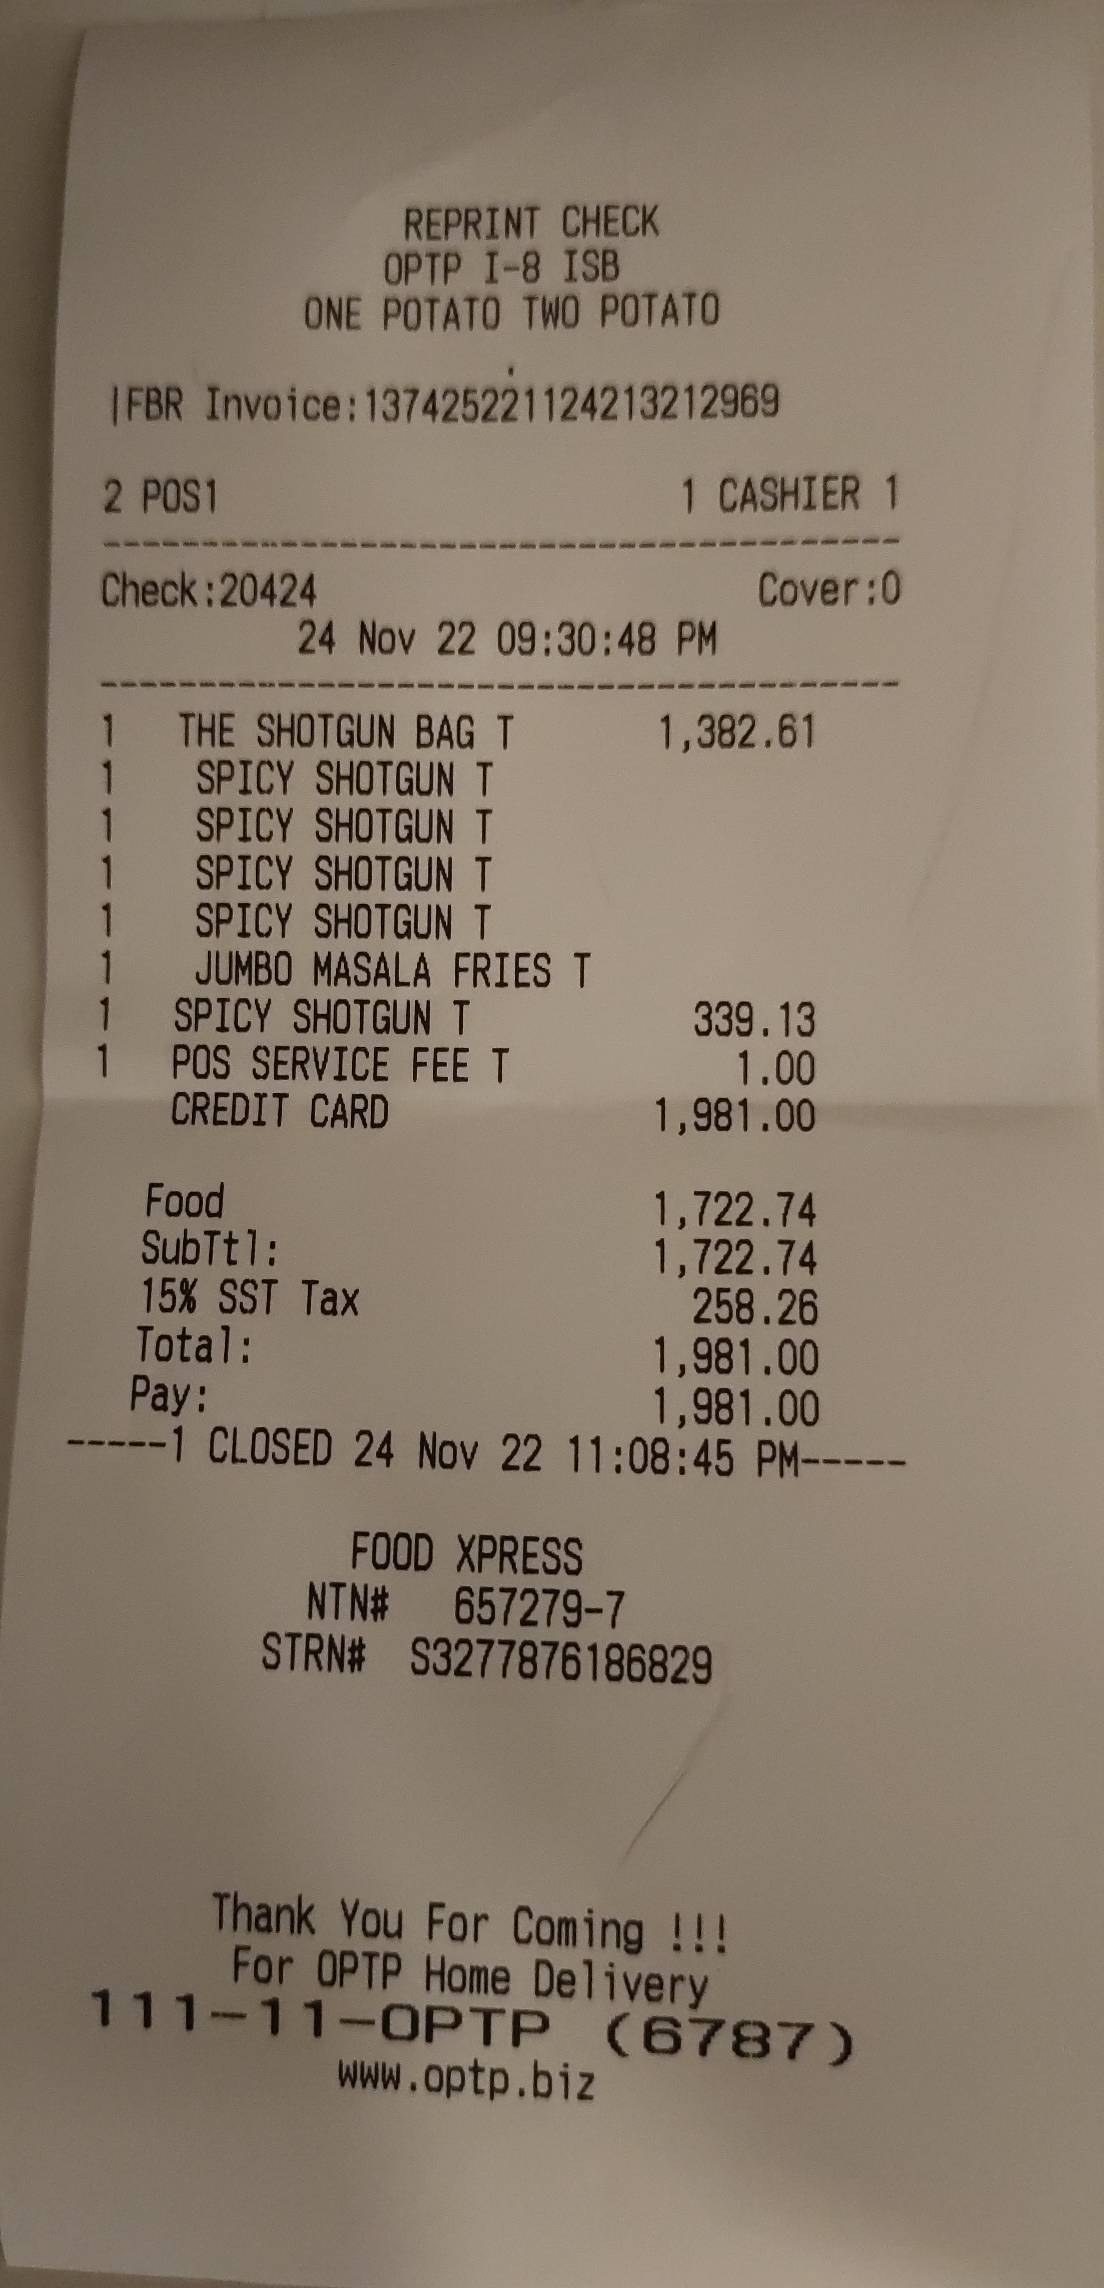 REPRINT CHECK
OPTP I-8 ISB
ONE POTATO TWO POTATO
|FBR Invoice:137425221124213212969
2 POS1 1 CASHIER 1
----------------------------------------
Check:20424 Cover:0
24 Nov 22 09:30:48 PM
----------------------------------------
1 THE SHOTGUN BAG T 1,382.61
1 SPICY SHOTGUN T
1 SPICY SHOTGUN T
1 SPICY SHOTGUN T
1 SPICY SHOTGUN T
1 JUMBO MASALA FRIES T
1 SPICY SHOTGUN T 339.13
1 POS SERVICE FEE T 1.00
CREDIT CARD 1,981.00
Food 1,722.74
SubTtl: 1,722.74
15% SST Tax 258.26
Total: 1,981.00
Pay: 1,981.00
-----1 CLOSED 24 Nov 22 11:08:45 PM-----
FOOD XPRESS
NTN# 657279-7
STRN# S3277876186829
Thank You For Coming !!!
For OPTP Home Delivery
111-11-OPTP (6787)
www.optp.biz